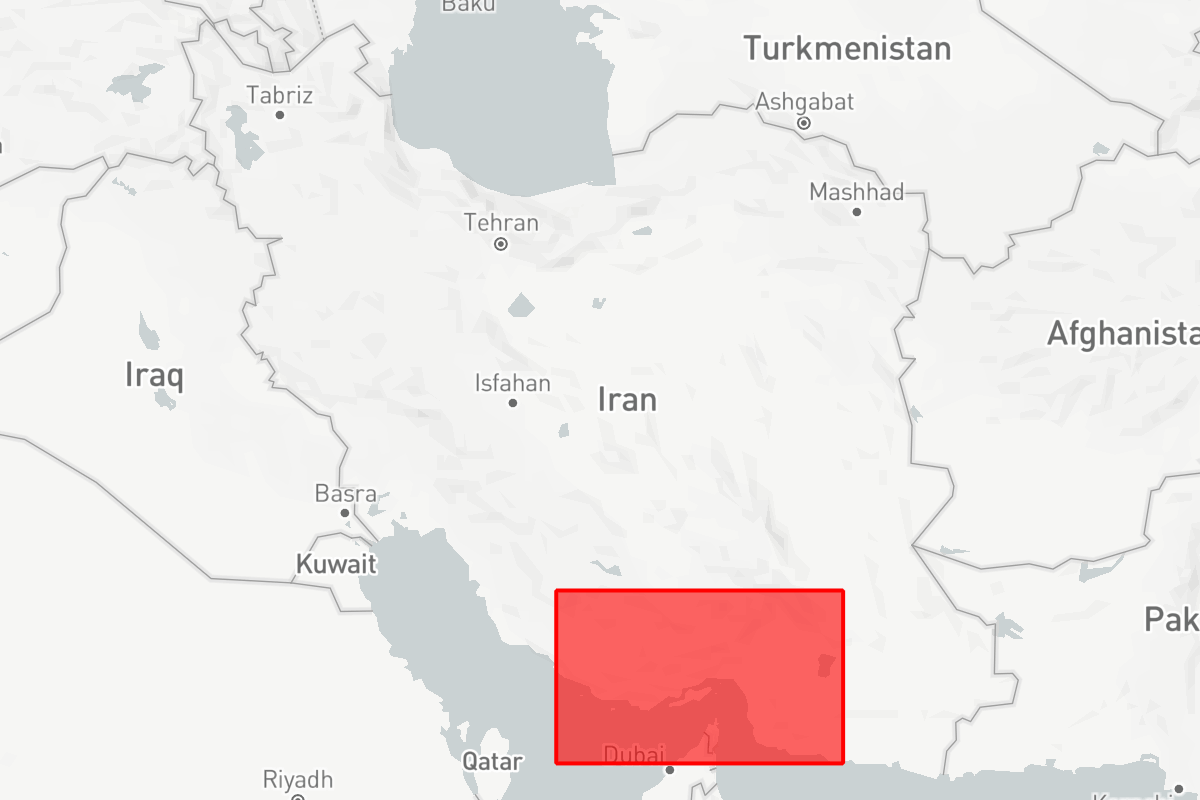 Baku
Turkmenistan
Tabriz
Ashgabat
Mashhad
Tehran
Afghanista
Iraq
Isfahan
Iran
Basra
Kuwait
Pak
Dubai
Qatar
Riyadh